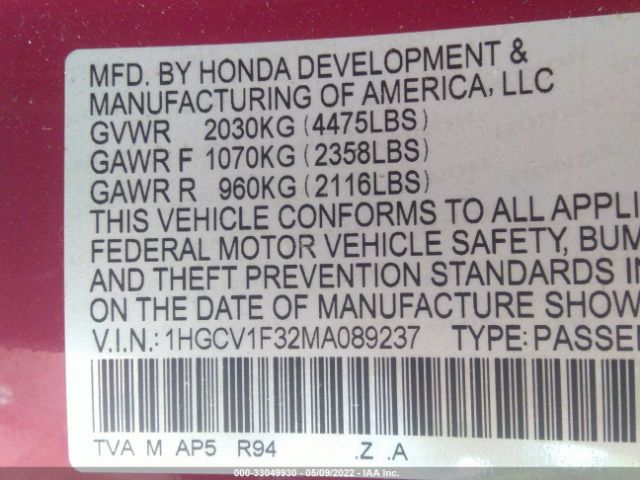 MFD. BY HONDA DEVELOPMENT &
MANUFACTURING OF AMERICA, LLC
GVWR 2030KG (4475LBS)
GAWR F 1070KG (2358LBS)
GAWR R 960KG (2116LBS)
THIS VEHICLE CONFORMS TO ALL APPLI
FEDERAL MOTOR VEHICLE SAFETY, BUM
AND THEFT PREVENTION STANDARDS IN
ON THE DATE OF MANUFACTURE SHOW
V.I.N.: 1HGCV1F32MA089237 TYPE: PASSE
TVA M AP5 R94 .Z .A
000-33049930 - 05/09/2022 - IAA Inc.